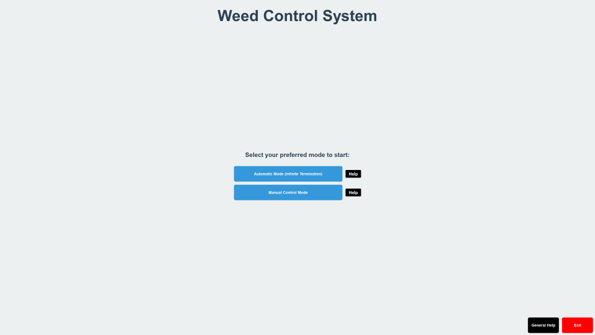 Weed Control System
Select your preferred mode to start:
Automatic Mode (Infinite Termination) Help
Manual Control Mode Help
General Help Exit